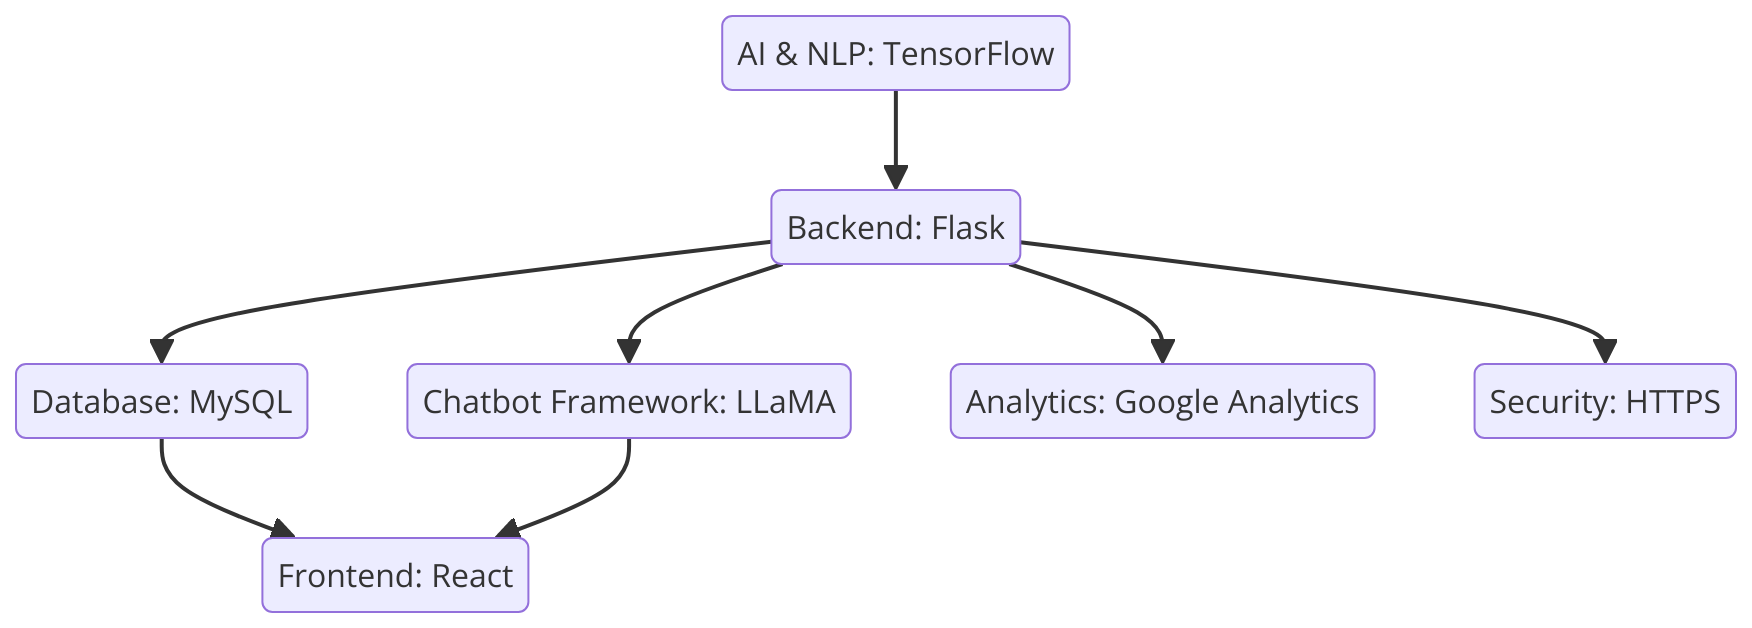 AI & NLP: TensorFlow
Backend: Flask
Database: MySQL
Chatbot Framework: LLaMA
Analytics: Google Analytics
Security: HTTPS
Frontend: React